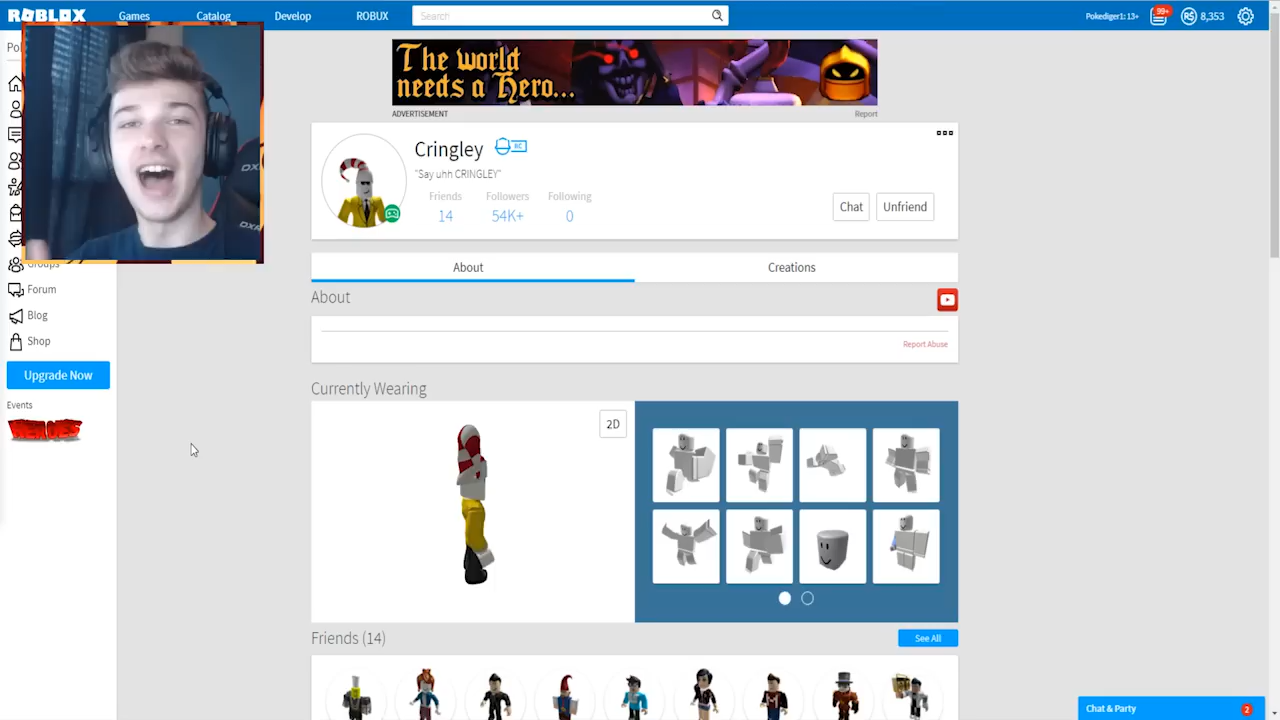 ROBLOX Games Catalog Develop ROBUX Search Pokediger1: 13+ 99+ R$ 8,353
The world
needs a Hero...
ADVERTISEMENT Report
Cringley
"Say uhh CRINGLEY"
Friends Followers Following
14 54K+ 0
Chat Unfriend
About Creations
About
Report Abuse
Forum
Blog
Shop
Upgrade Now
Events
HEROES
Currently Wearing
2D
Friends (14) See All
Chat & Party 2